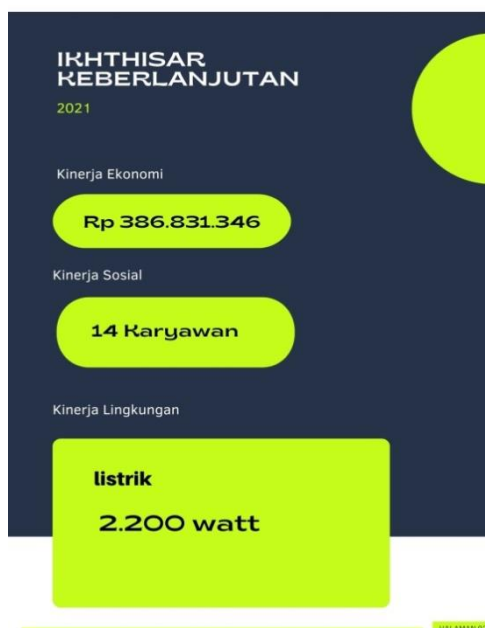 IKHTHISAR
KEBERLANJUTAN
2021
Kinerja Ekonomi
Rp 386.831.346
Kinerja Sosial
14 Karyawan
Kinerja Lingkungan
listrik
2.200 watt